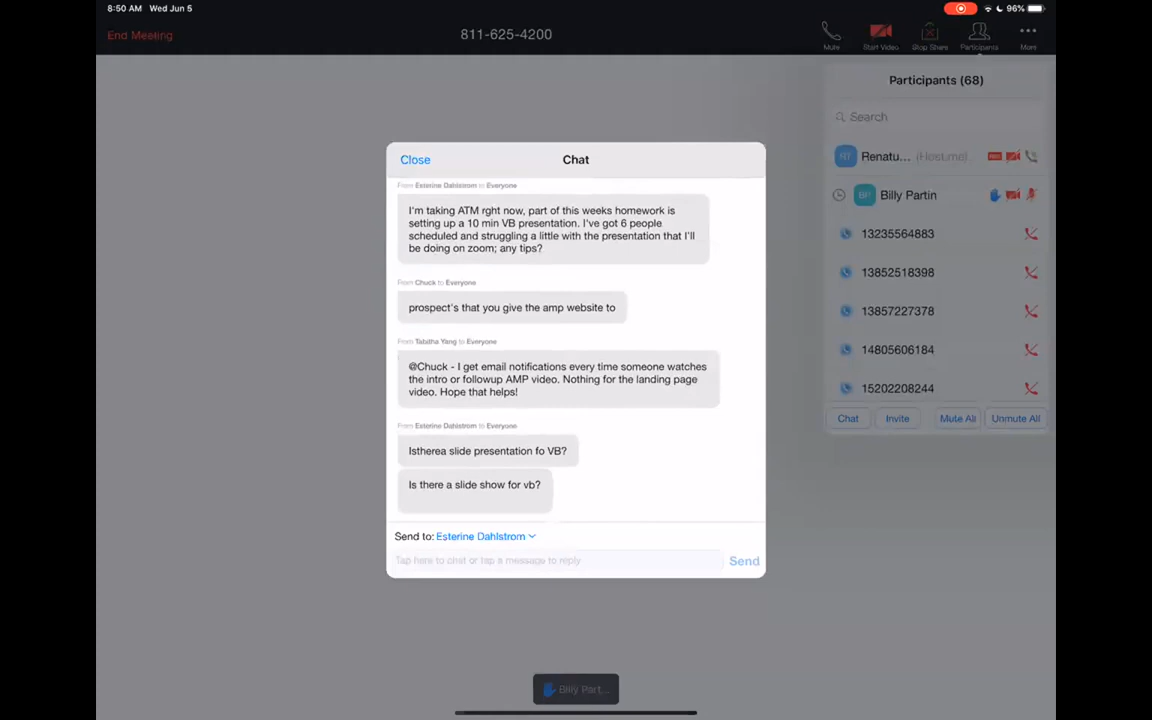 8:50 AM Wed Jun 5
96%
End Meeting
811-625-4200
Mute
Start Video
Stop Share
Participants
More
Participants (68)
Search
RT Renatu... (Host,me)
BP Billy Partin
13235564883
13852518398
13857227378
14805606184
15202208244
Chat
Invite
Mute All
Unmute All
Close
Chat
From Esterine Dahlstrom to Everyone
I'm taking ATM rght now, part of this weeks homework is
setting up a 10 min VB presentation. I've got 6 people
scheduled and struggling a little with the presentation that I'll
be doing on zoom; any tips?
From Chuck to Everyone
prospect's that you give the amp website to
From Tabitha Yang to Everyone
@Chuck - I get email notifications every time someone watches
the intro or followup AMP video. Nothing for the landing page
video. Hope that helps!
From Esterine Dahlstrom to Everyone
Istherea slide presentation fo VB?
Is there a slide show for vb?
Send to: Esterine Dahlstrom
Tap here to chat or tap a message to reply
Send
Billy Part...